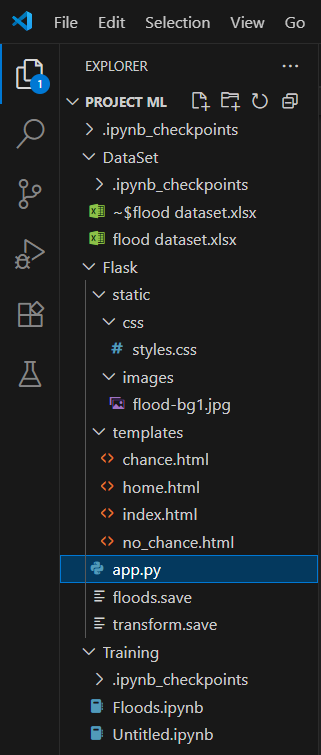 File Edit Selection View Go
EXPLORER ...
1
PROJECT ML
.ipynb_checkpoints
DataSet
.ipynb_checkpoints
~$flood dataset.xlsx
flood dataset.xlsx
Flask
static
css
# styles.css
images
flood-bg1.jpg
templates
<> chance.html
<> home.html
<> index.html
<> no_chance.html
app.py
floods.save
transform.save
Training
.ipynb_checkpoints
Floods.ipynb
Untitled.ipynb